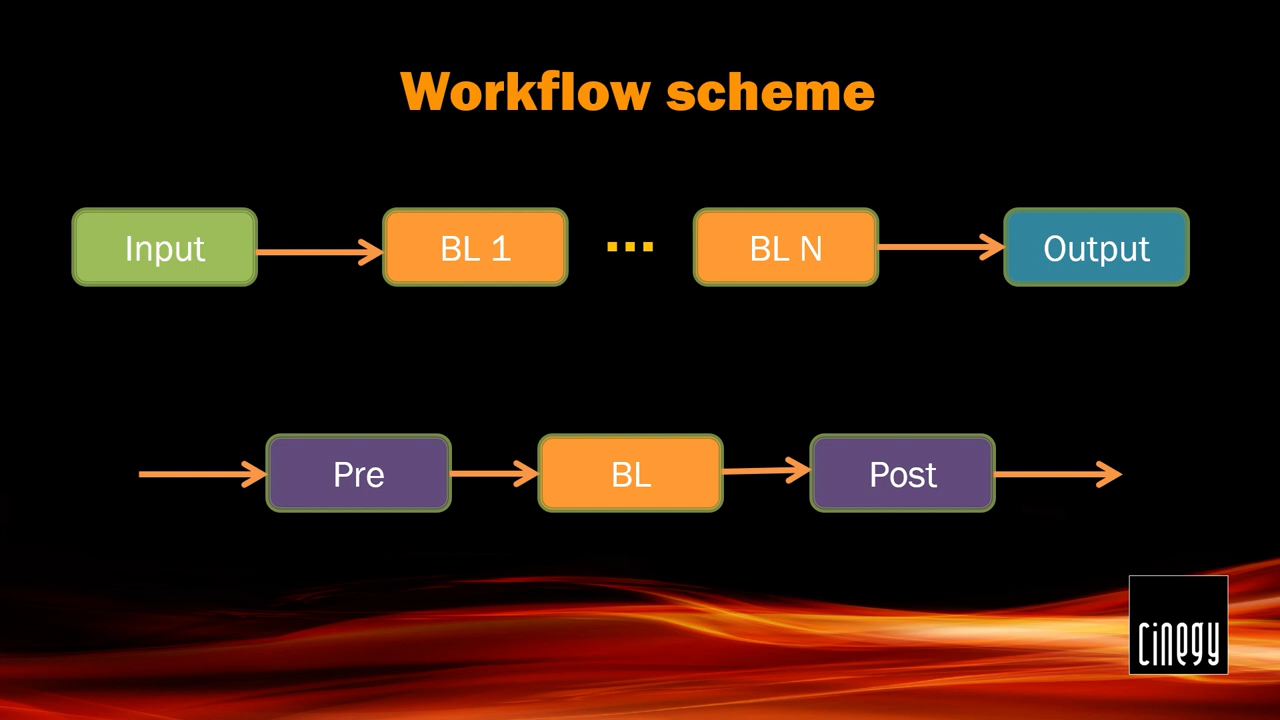 Workflow scheme
Input
BL 1
...
BL N
Output
Pre
BL
Post
cinegy